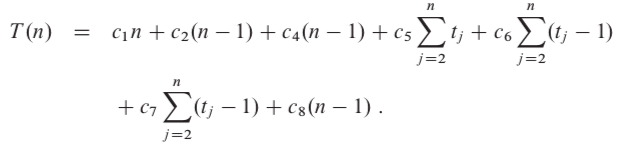 T(n) = c₁n + c₂(n − 1) + c₄(n − 1) + c₅ ∑_{j=2}^{n} t_j + c₆ ∑_{j=2}^{n} (t_j − 1)
+ c₇ ∑_{j=2}^{n} (t_j − 1) + c₈(n − 1) .